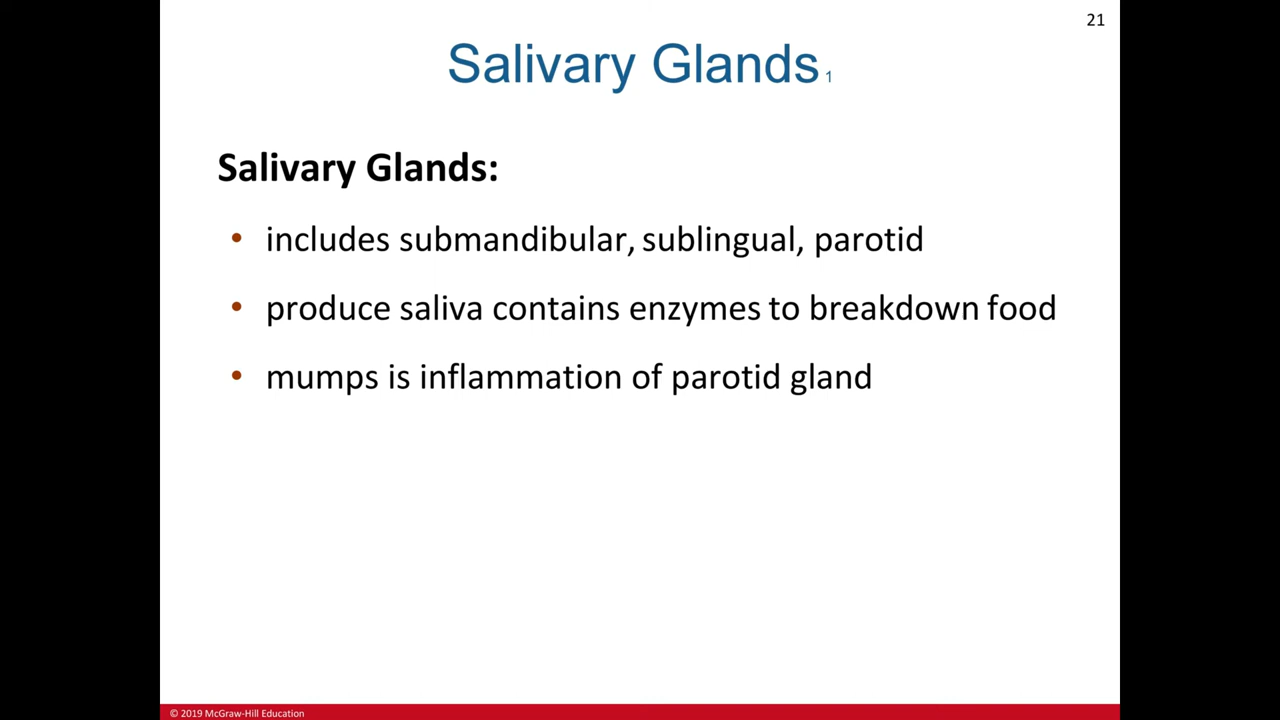 21
Salivary Glands 1
Salivary Glands:
• includes submandibular, sublingual, parotid
• produce saliva contains enzymes to breakdown food
• mumps is inflammation of parotid gland
© 2019 McGraw-Hill Education